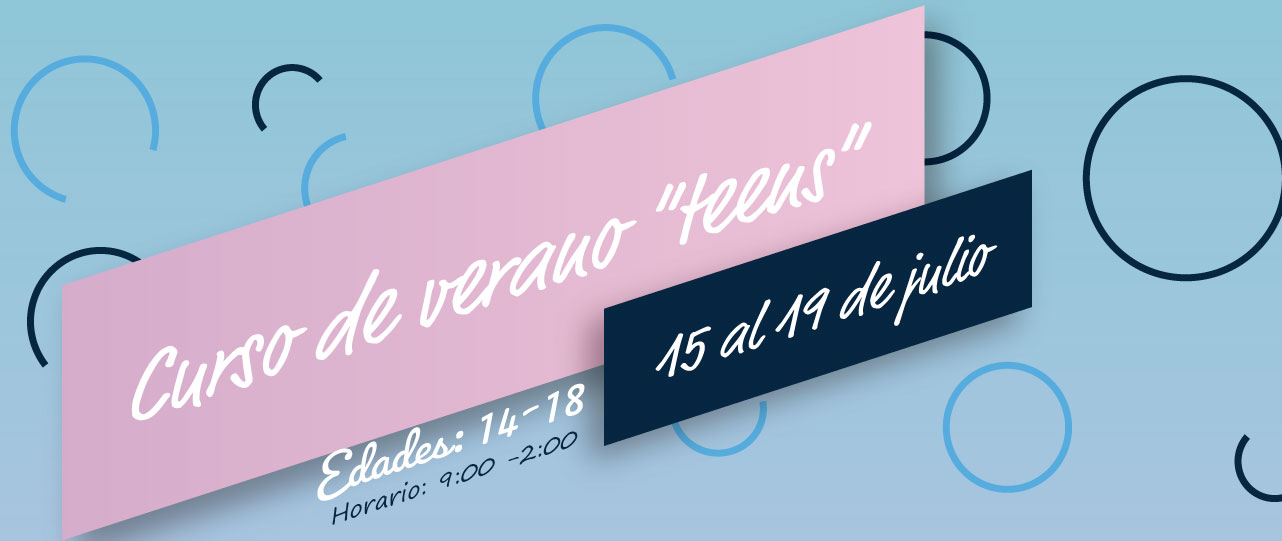 Curso de verano "teens"
15 al 19 de julio
Edades: 14-18
Horario: 9:00 -2:00